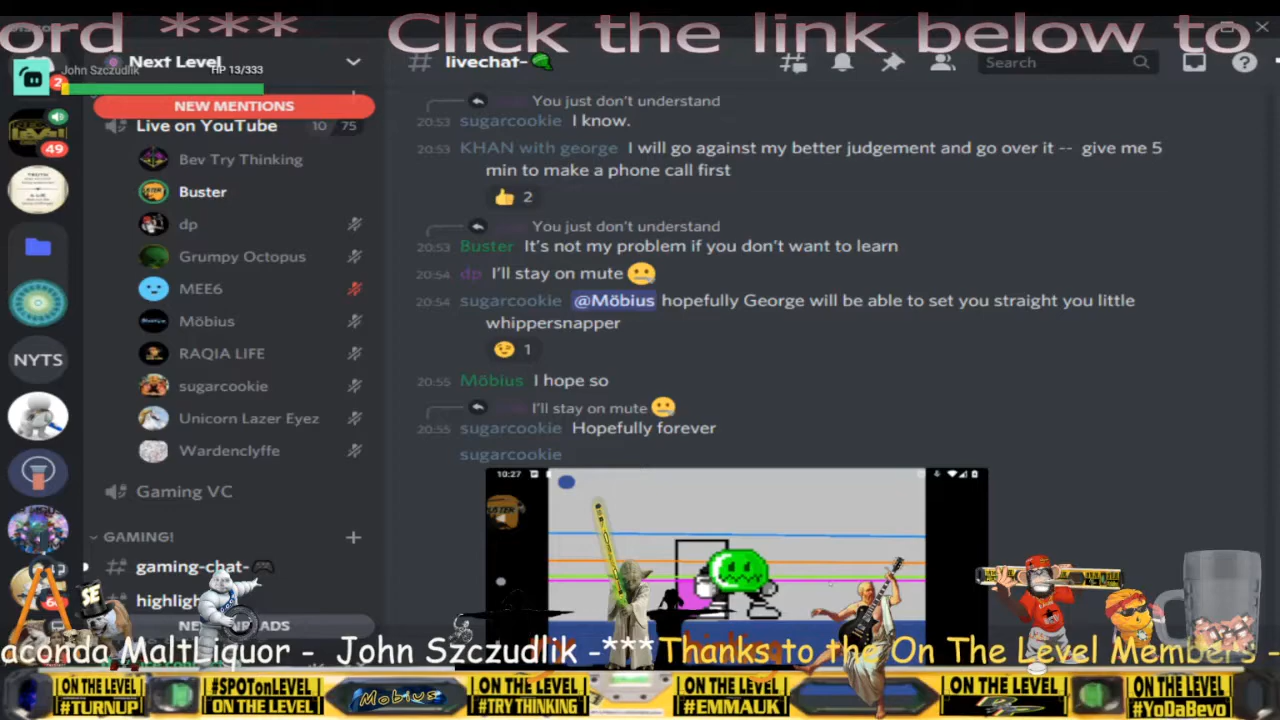 ord *** Click the link below to
John Szczudlik HP 13/333
Next Level
2
NEW MENTIONS
Live on YouTube 10 75
49
Bev Try Thinking
Buster
dp
Grumpy Octopus
MEE6
Möbius
NYTS
RAQIA LIFE
sugarcookie
Unicorn Lazer Eyez
Wardenclyffe
Gaming VC
GAMING!
gaming-chat-
highligh
livechat-
Search
You just don't understand
20:53 sugarcookie I know.
20:53 KHAN with george I will go against my better judgement and go over it -- give me 5
min to make a phone call first
2
You just don't understand
20:53 Buster It's not my problem if you don't want to learn
20:54 dp I'll stay on mute
20:54 sugarcookie @Möbius hopefully George will be able to set you straight you little
whippersnapper
1
20:55 Möbius I hope so
I'll stay on mute
20:55 sugarcookie Hopefully forever
sugarcookie
10:27
BUSTER
SE
aconda MaltLiquor - John Szczudlik -***Thanks to the On The Level Members -
ON THE LEVEL
#TURNUP
#SPOTonLEVEL
ON THE LEVEL
Mobius
ON THE LEVEL
#TRY THINKING
ON THE LEVEL
#EMMAUK
ON THE LEVEL
ON THE LEVEL
#YoDaBevo